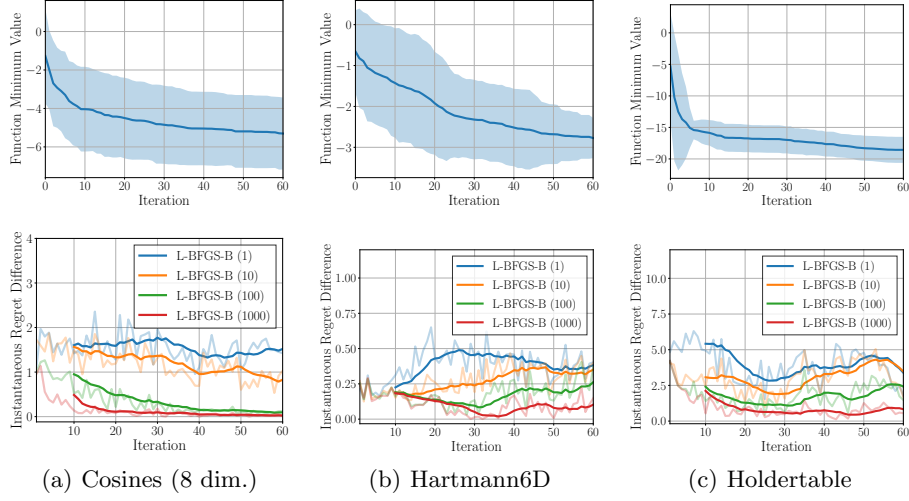 Function Minimum Value
0
−2
−4
−6
0 10 20 30 40 50 60
Iteration
Function Minimum Value
0
−1
−2
−3
0 10 20 30 40 50 60
Iteration
Function Minimum Value
0
−5
−10
−15
−20
0 10 20 30 40 50 60
Iteration
Instantaneous Regret Difference
4
3
2
1
0
L-BFGS-B (1)
L-BFGS-B (10)
L-BFGS-B (100)
L-BFGS-B (1000)
0 10 20 30 40 50 60
Iteration
Instantaneous Regret Difference
1.00
0.75
0.50
0.25
0.00
L-BFGS-B (1)
L-BFGS-B (10)
L-BFGS-B (100)
L-BFGS-B (1000)
0 10 20 30 40 50 60
Iteration
Instantaneous Regret Difference
10.0
7.5
5.0
2.5
0.0
L-BFGS-B (1)
L-BFGS-B (10)
L-BFGS-B (100)
L-BFGS-B (1000)
0 10 20 30 40 50 60
Iteration
(a) Cosines (8 dim.)
(b) Hartmann6D
(c) Holdertable